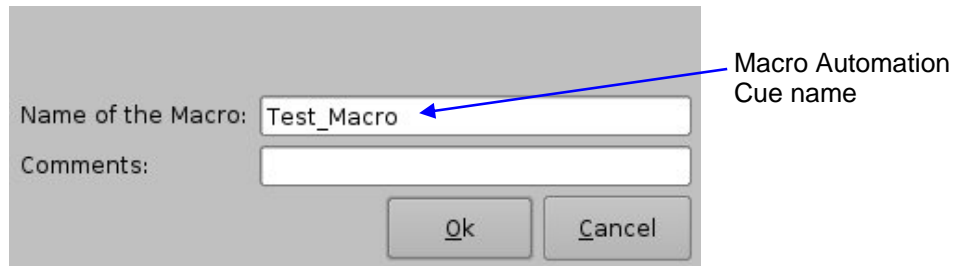 Macro Automation
Cue name
Name of the Macro: Test_Macro
Comments:
Ok Cancel